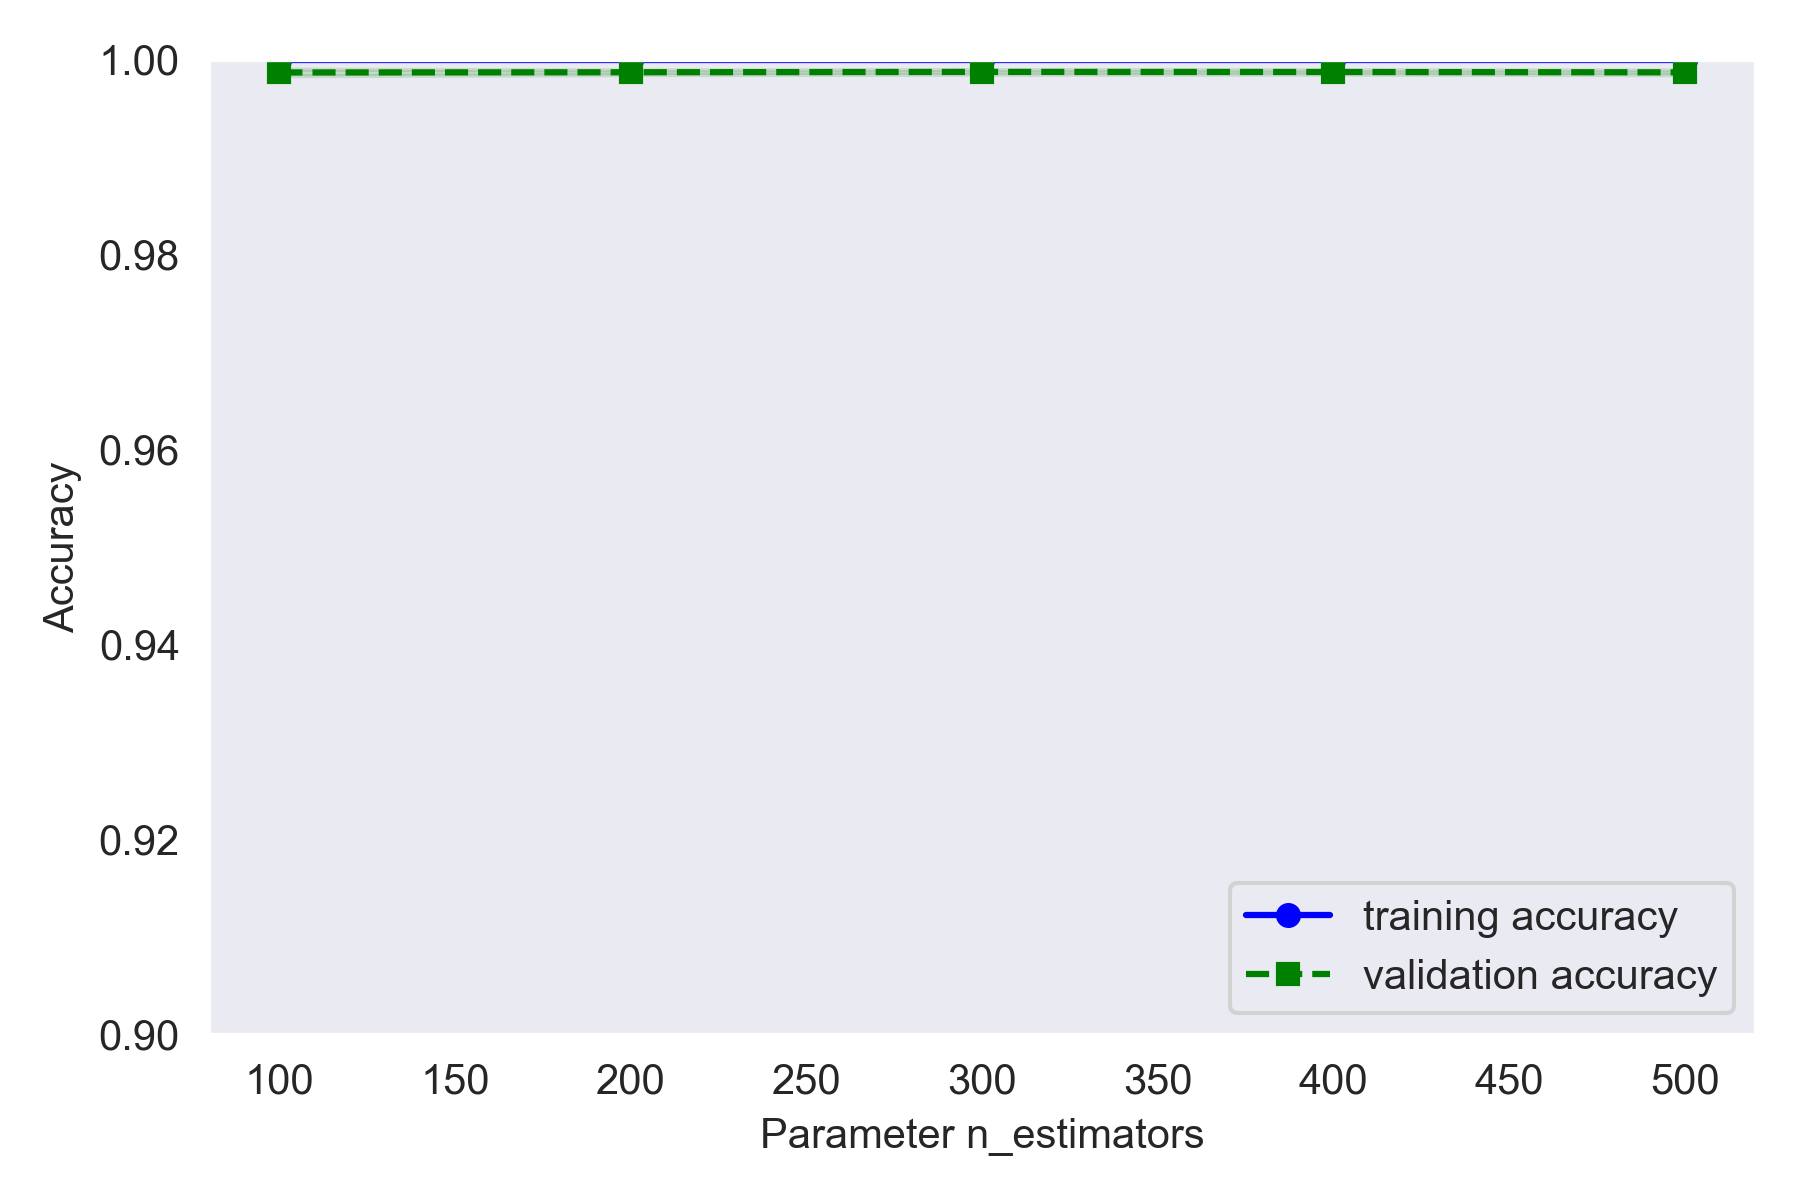 1.00
0.98
0.96
0.94
0.92
0.90
Accuracy
100 150 200 250 300 350 400 450 500
Parameter n_estimators
training accuracy
validation accuracy